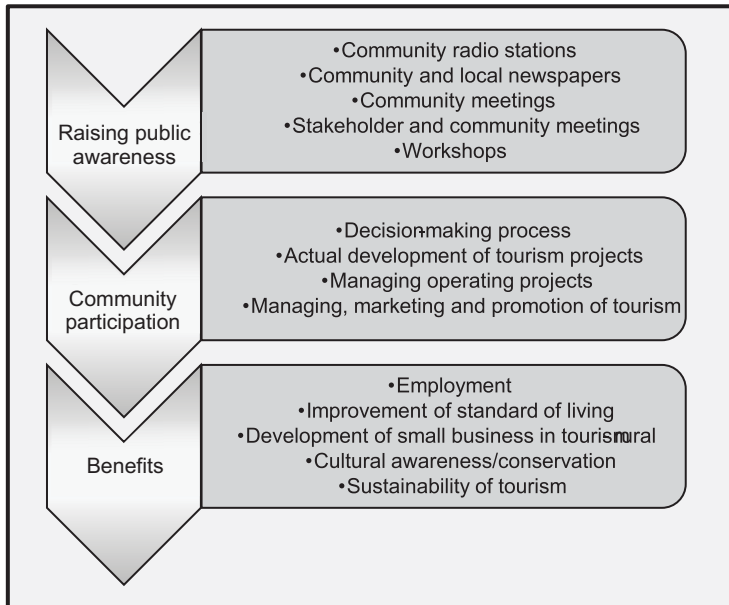 Raising public
awareness
•Community radio stations
•Community and local newspapers
•Community meetings
•Stakeholder and community meetings
•Workshops
Community
participation
•Decision-making process
•Actual development of tourism projects
•Managing operating projects
•Managing, marketing and promotion of tourism
Benefits
•Employment
•Improvement of standard of living
•Development of small business in tourism-rural
•Cultural awareness/conservation
•Sustainability of tourism